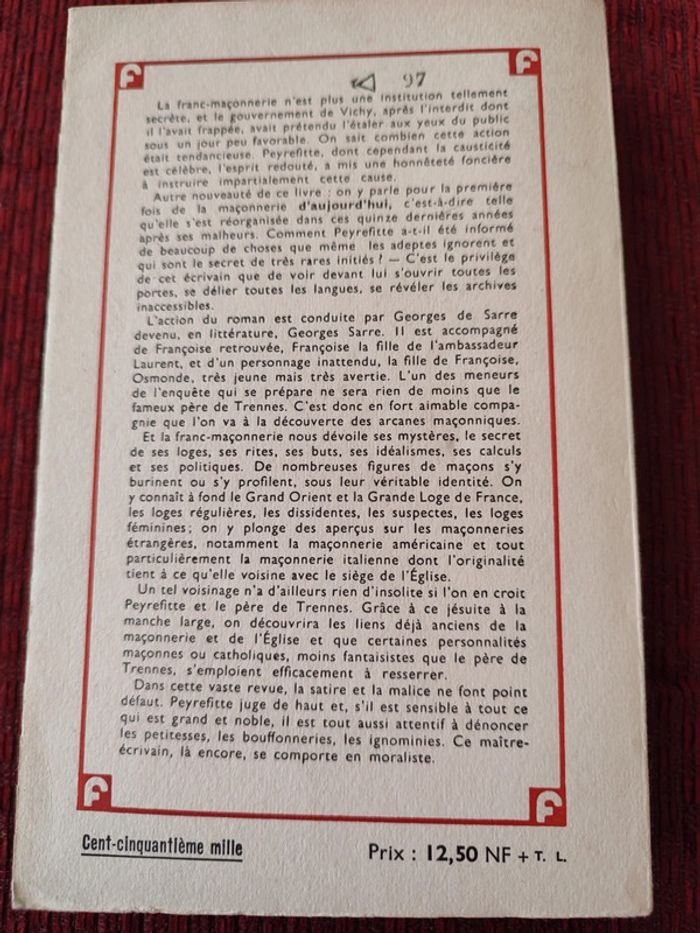 F F
97
La franc-maçonnerie n'est plus une institution tellement
secrète, et le gouvernement de Vichy, après l'interdit dont
il l'avait frappée, avait prétendu l'étaler aux yeux du public
sous un jour peu favorable. On sait combien cette action
était tendancieuse. Peyrefitte, dont cependant la causticité
est célèbre, l'esprit redouté, a mis une honnêteté foncière
à instruire impartialement cette cause.
Autre nouveauté de ce livre : on y parle pour la première
fois de la maçonnerie d'aujourd'hui, c'est-à-dire telle
qu'elle s'est réorganisée dans ces quinze dernières années
après ses malheurs. Comment Peyrefitte a-t-il été informé
de beaucoup de choses que même les adeptes ignorent et
qui sont le secret de très rares initiés ? — C'est le privilège
de cet écrivain que de voir devant lui s'ouvrir toutes les
portes, se délier toutes les langues, se révéler les archives
inaccessibles.
L'action du roman est conduite par Georges de Sarre
devenu, en littérature, Georges Sarre. Il est accompagné
de Françoise retrouvée, Françoise la fille de l'ambassadeur
Laurent, et d'un personnage inattendu, la fille de Françoise,
Osmonde, très jeune mais très avertie. L'un des meneurs
de l'enquête qui se prépare ne sera rien de moins que le
fameux père de Trennes. C'est donc en fort aimable compa-
gnie que l'on va à la découverte des arcanes maçonniques.
Et la franc-maçonnerie nous dévoile ses mystères, le secret
de ses loges, ses rites, ses buts, ses idéalismes, ses calculs
et ses politiques. De nombreuses figures de maçons s'y
burinent ou s'y profilent, sous leur véritable identité. On
y connaît à fond le Grand Orient et la Grande Loge de France,
les loges régulières, les dissidentes, les suspectes, les loges
féminines ; on y plonge des aperçus sur les maçonneries
étrangères, notamment la maçonnerie américaine et tout
particulièrement la maçonnerie italienne dont l'originalité
tient à ce qu'elle voisine avec le siège de l'Église.
Un tel voisinage n'a d'ailleurs rien d'insolite si l'on en croit
Peyrefitte et le père de Trennes. Grâce à ce jésuite à la
manche large, on découvrira les liens déjà anciens de la
maçonnerie et de l'Église et que certaines personnalités
maçonnes ou catholiques, moins fantaisistes que le père de
Trennes, s'emploient efficacement à resserrer.
Dans cette vaste revue, la satire et la malice ne font point
défaut. Peyrefitte juge de haut et, s'il est sensible à tout ce
qui est grand et noble, il est tout aussi attentif à dénoncer
les petitesses, les bouffonneries, les ignominies. Ce maître-
écrivain, là encore, se comporte en moraliste.
F F
Cent-cinquantième mille Prix : 12,50 NF + T. L.